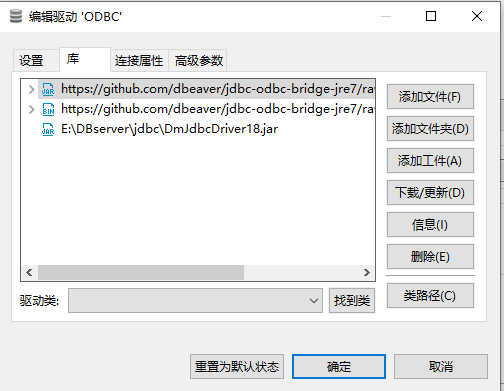 编辑驱动 'ODBC'
设置 库 连接属性 高级参数
JAR https://github.com/dbeaver/jdbc-odbc-bridge-jre7/rav
BIN https://github.com/dbeaver/jdbc-odbc-bridge-jre7/rav
JAR E:\DBserver\jdbc\DmJdbcDriver18.jar
添加文件(F)
添加文件夹(D)
添加工件(A)
下载/更新(D)
信息(I)
删除(E)
类路径(C)
驱动类: 找到类
重置为默认状态 确定 取消